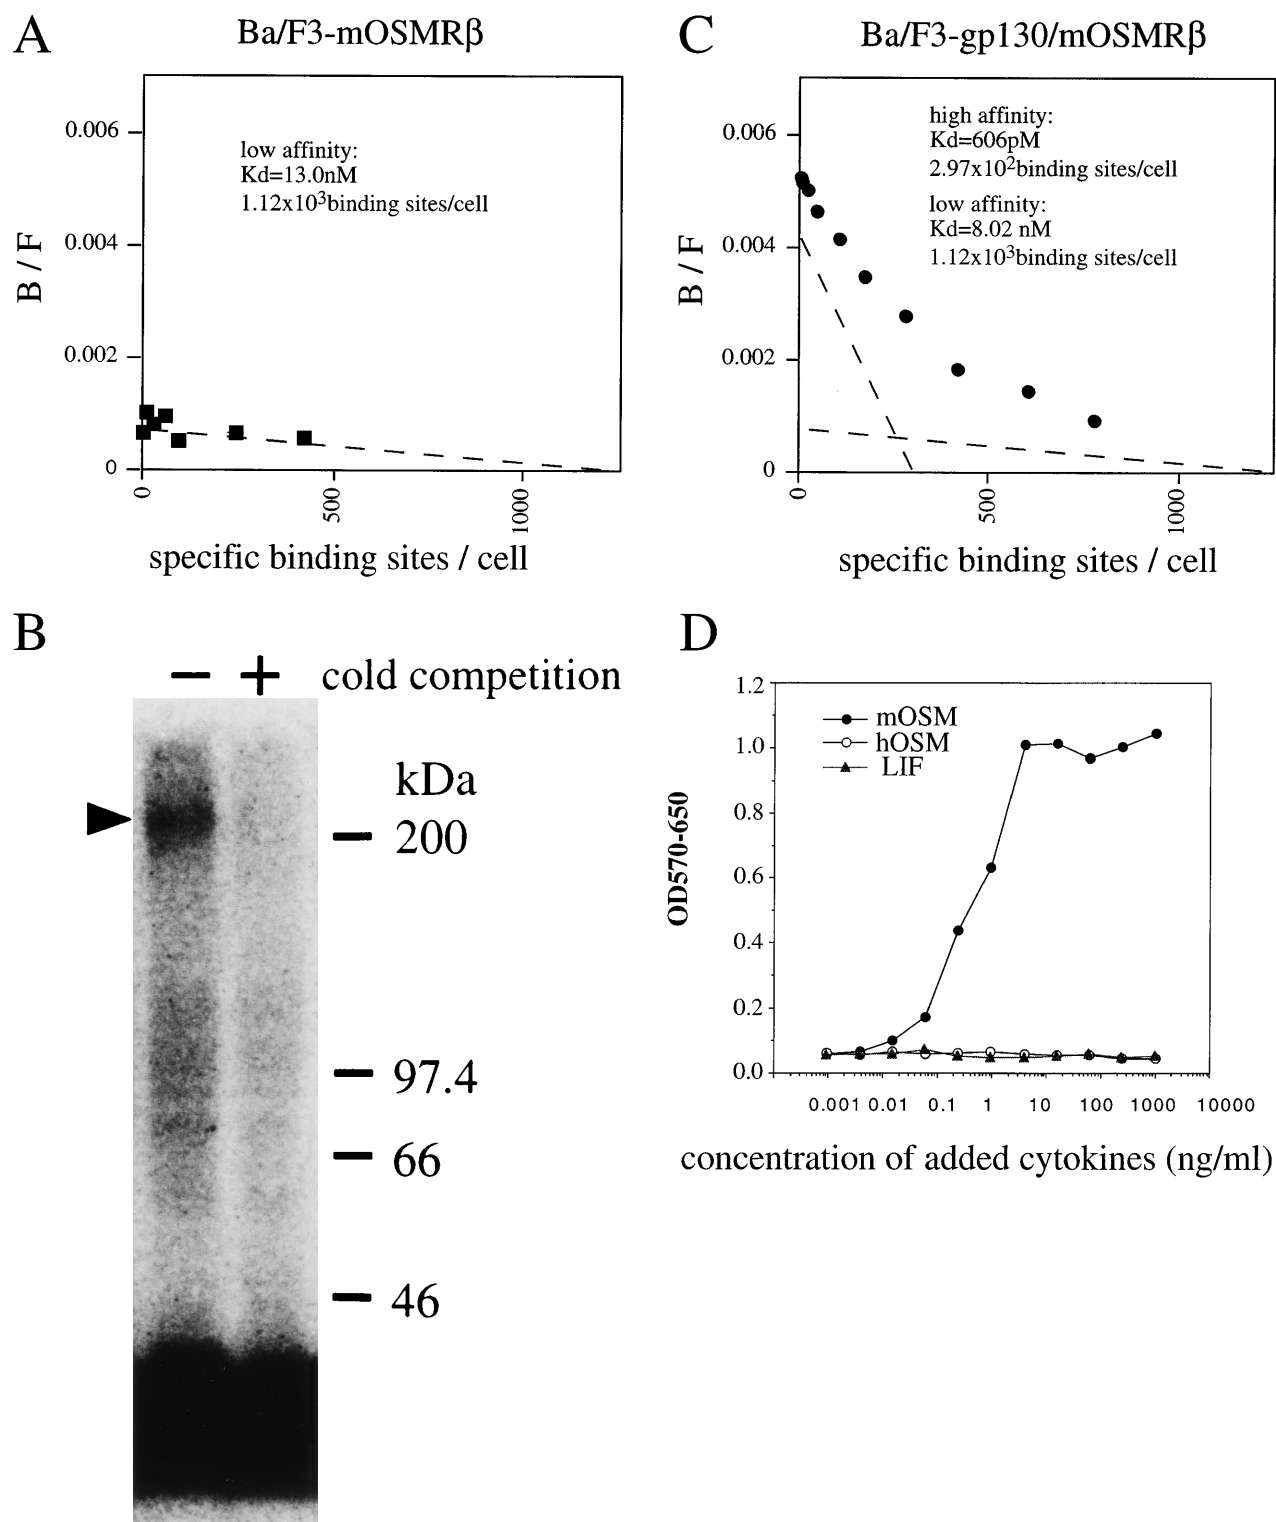 A
Ba/F3-mOSMRβ
0.006
0.004
0.002
0
B / F
low affinity:
Kd=13.0nM
1.12x10³binding sites/cell
0
500
1000
specific binding sites / cell
C
Ba/F3-gp130/mOSMRβ
0.006
0.004
0.002
0
B / F
high affinity:
Kd=606pM
2.97x10²binding sites/cell
low affinity:
Kd=8.02 nM
1.12x10³binding sites/cell
0
500
1000
specific binding sites / cell
B
− + cold competition
kDa
200
97.4
66
46
D
1.2
1.0
0.8
0.6
0.4
0.2
0.0
OD570-650
mOSM
hOSM
LIF
0.001 0.01 0.1 1 10 100 1000 10000
concentration of added cytokines (ng/ml)